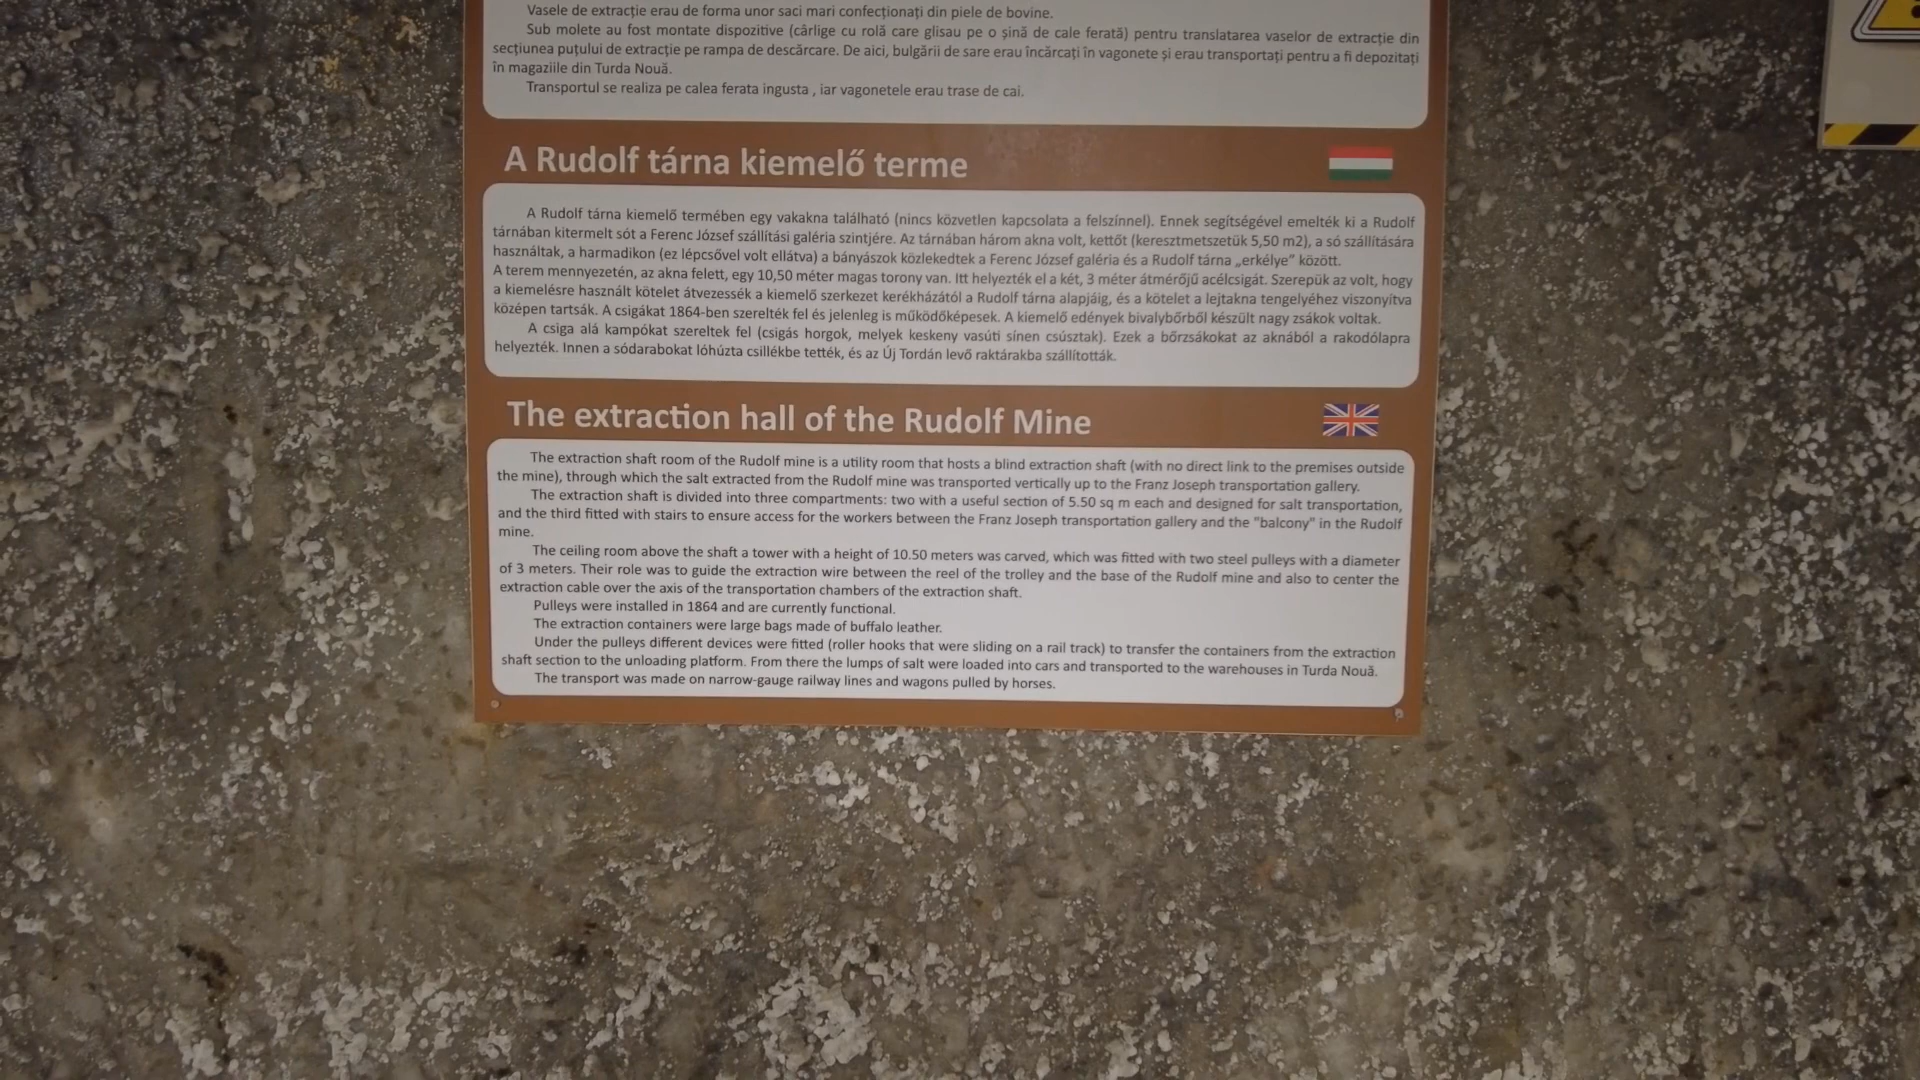 Vasele de extracție erau de forma unor saci mari confecționați din piele de bovine.
Sub molete au fost montate dispozitive (cârlige cu rolă care glisau pe o șină de cale ferată) pentru translatarea vaselor de extracție din
secțiunea puțului de extracție pe rampa de descărcare. De aici, bulgării de sare erau încărcați în vagonete și erau transportați pentru a fi depozitați
în magaziile din Turda Nouă.
Transportul se realiza pe calea ferata ingusta , iar vagonetele erau trase de cai.
A Rudolf tárna kiemelő terme
A Rudolf tárna kiemelő termében egy vakakna található (nincs közvetlen kapcsolata a felszínnel). Ennek segítségével emelték ki a Rudolf
tárnában kitermelt sót a Ferenc József szállítási galéria szintjére. Az tárnában három akna volt, kettőt (keresztmetszetük 5,50 m2), a só szállítására
használtak, a harmadikon (ez lépcsővel volt ellátva) a bányászok közlekedtek a Ferenc József galéria és a Rudolf tárna „erkélye” között.
A terem mennyezetén, az akna felett, egy 10,50 méter magas torony van. Itt helyezték el a két, 3 méter átmérőjű acélcsigát. Szerepük az volt, hogy
a kiemelésre használt kötelet átvezessék a kiemelő szerkezet kerékházától a Rudolf tárna alapjáig, és a kötelet a lejtakna tengelyéhez viszonyítva
középen tartsák. A csigákat 1864-ben szerelték fel és jelenleg is működőképesek. A kiemelő edények bivalybőrből készült nagy zsákok voltak.
A csiga alá kampókat szereltek fel (csigás horgok, melyek keskeny vasúti sínen csúsztak). Ezek a bőrzsákokat az aknából a rakodólapra
helyezték. Innen a sódarabokat lóhúzta csillékbe tették, és az Új Tordán levő raktárakba szállították.
The extraction hall of the Rudolf Mine
The extraction shaft room of the Rudolf mine is a utility room that hosts a blind extraction shaft (with no direct link to the premises outside
the mine), through which the salt extracted from the Rudolf mine was transported vertically up to the Franz Joseph transportation gallery.
The extraction shaft is divided into three compartments: two with a useful section of 5.50 sq m each and designed for salt transportation,
and the third fitted with stairs to ensure access for the workers between the Franz Joseph transportation gallery and the "balcony" in the Rudolf
mine.
The ceiling room above the shaft a tower with a height of 10.50 meters was carved, which was fitted with two steel pulleys with a diameter
of 3 meters. Their role was to guide the extraction wire between the reel of the trolley and the base of the Rudolf mine and also to center the
extraction cable over the axis of the transportation chambers of the extraction shaft.
Pulleys were installed in 1864 and are currently functional.
The extraction containers were large bags made of buffalo leather.
Under the pulleys different devices were fitted (roller hooks that were sliding on a rail track) to transfer the containers from the extraction
shaft section to the unloading platform. From there the lumps of salt were loaded into cars and transported to the warehouses in Turda Nouă.
The transport was made on narrow-gauge railway lines and wagons pulled by horses.